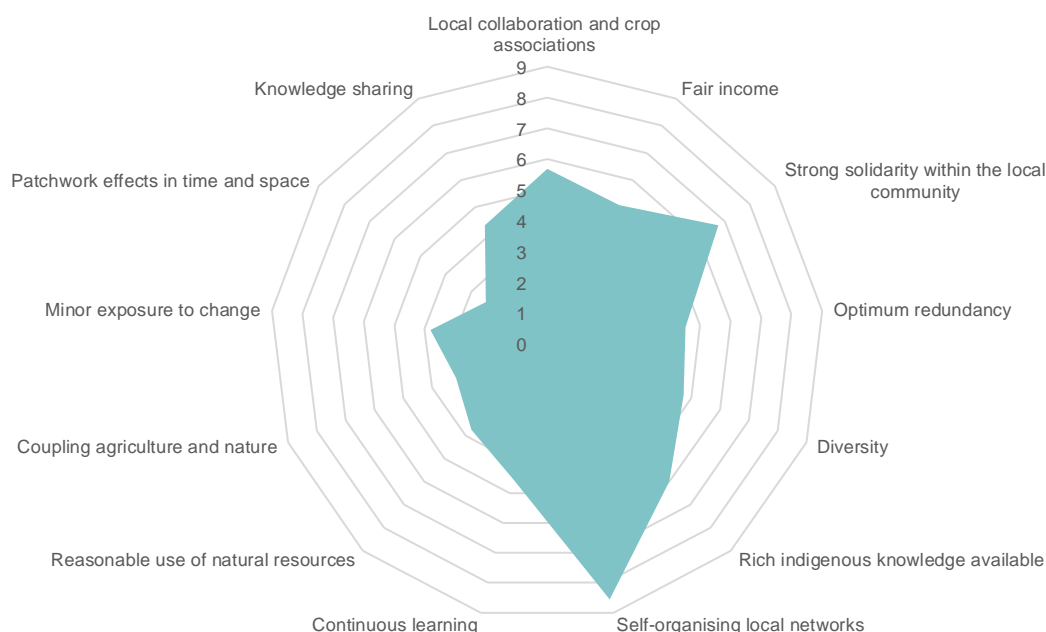 Local collaboration and crop
associations
Knowledge sharing
Fair income
Patchwork effects in time and space
Strong solidarity within the local
community
Minor exposure to change
Optimum redundancy
Coupling agriculture and nature
Diversity
Reasonable use of natural resources
Rich indigenous knowledge available
Continuous learning
Self-organising local networks
9
8
7
6
5
4
3
2
1
0